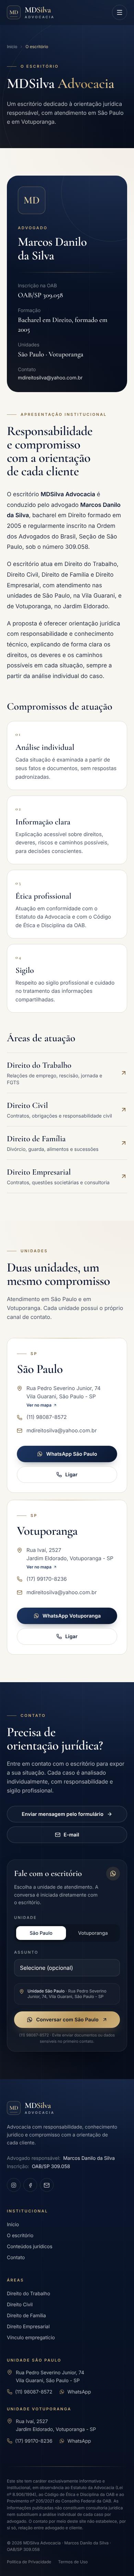 MD
MDSilva
ADVOCACIA
Início
O escritório
O ESCRITÓRIO
MDSilva Advocacia
Um escritório dedicado à orientação jurídica
responsável, com atendimento em São Paulo
e em Votuporanga.
MD
ADVOGADO
Marcos Danilo
da Silva
Inscrição na OAB
OAB/SP 309.058
Formação
Bacharel em Direito, formado em
2005
Unidades
São Paulo · Votuporanga
Contato
mdireitosilva@yahoo.com.br
APRESENTAÇÃO INSTITUCIONAL
Responsabilidade
e compromisso
com a orientação
de cada cliente
O escritório MDSilva Advocacia é
conduzido pelo advogado Marcos Danilo
da Silva, bacharel em Direito formado em
2005 e regularmente inscrito na Ordem
dos Advogados do Brasil, Seção de São
Paulo, sob o número 309.058.
O escritório atua em Direito do Trabalho,
Direito Civil, Direito de Família e Direito
Empresarial, com atendimento nas
unidades de São Paulo, na Vila Guarani, e
de Votuporanga, no Jardim Eldorado.
A proposta é oferecer orientação jurídica
responsável e com conhecimento
técnico, explicando de forma clara os
direitos, os deveres e os caminhos
possíveis em cada situação, sempre a
partir da análise individual do caso.
Compromissos de atuação
01
Análise individual
Cada situação é examinada a partir de
seus fatos e documentos, sem respostas
padronizadas.
02
Informação clara
Explicação acessível sobre direitos,
deveres, riscos e caminhos possíveis,
para decisões conscientes.
03
Ética profissional
Atuação em conformidade com o
Estatuto da Advocacia e com o Código
de Ética e Disciplina da OAB.
04
Sigilo
Respeito ao sigilo profissional e cuidado
no tratamento das informações
compartilhadas.
Áreas de atuação
Direito do Trabalho
Relações de emprego, rescisão, jornada e
FGTS
Direito Civil
Contratos, obrigações e responsabilidade civil
Direito de Família
Divórcio, guarda, alimentos e sucessões
Direito Empresarial
Contratos, questões societárias e consultoria
UNIDADES
Duas unidades, um
mesmo compromisso
Atendimento em São Paulo e em
Votuporanga. Cada unidade possui o próprio
canal de contato.
SP
São Paulo
Rua Pedro Severino Junior, 74
Vila Guarani, São Paulo - SP
Ver no mapa
(11) 98087-8572
mdireitosilva@yahoo.com.br
WhatsApp São Paulo
Ligar
SP
Votuporanga
Rua Ivaí, 2527
Jardim Eldorado, Votuporanga - SP
Ver no mapa
(17) 99170-8236
mdireitosilva@yahoo.com.br
WhatsApp Votuporanga
Ligar
CONTATO
Precisa de
orientação jurídica?
Entre em contato com o escritório para expor
a sua situação. Cada caso é analisado
individualmente, com responsabilidade e
sigilo profissional.
Enviar mensagem pelo formulário
E-mail
Fale com o escritório
Escolha a unidade de atendimento. A
conversa é iniciada diretamente com
o escritório.
UNIDADE
São Paulo
Votuporanga
ASSUNTO
Selecione (opcional)
Unidade São Paulo · Rua Pedro Severino
Junior, 74, Vila Guarani, São Paulo - SP
Conversar com São Paulo
MD
MDSilva
ADVOCACIA
Advocacia com responsabilidade, conhecimento
jurídico e compromisso com a orientação de
cada cliente.
Advogado responsável: Marcos Danilo da Silva
Inscrição: OAB/SP 309.058
INSTITUCIONAL
Início
O escritório
Conteúdos jurídicos
Contato
ÁREAS
Direito do Trabalho
Direito Civil
Direito de Família
Direito Empresarial
Vínculo empregatício
UNIDADE SÃO PAULO
Rua Pedro Severino Junior, 74
Vila Guarani, São Paulo - SP
(11) 98087-8572
WhatsApp
UNIDADE VOTUPORANGA
Rua Ivaí, 2527
Jardim Eldorado, Votuporanga - SP
(17) 99170-8236
WhatsApp
Política de Privacidade
Termos de Uso